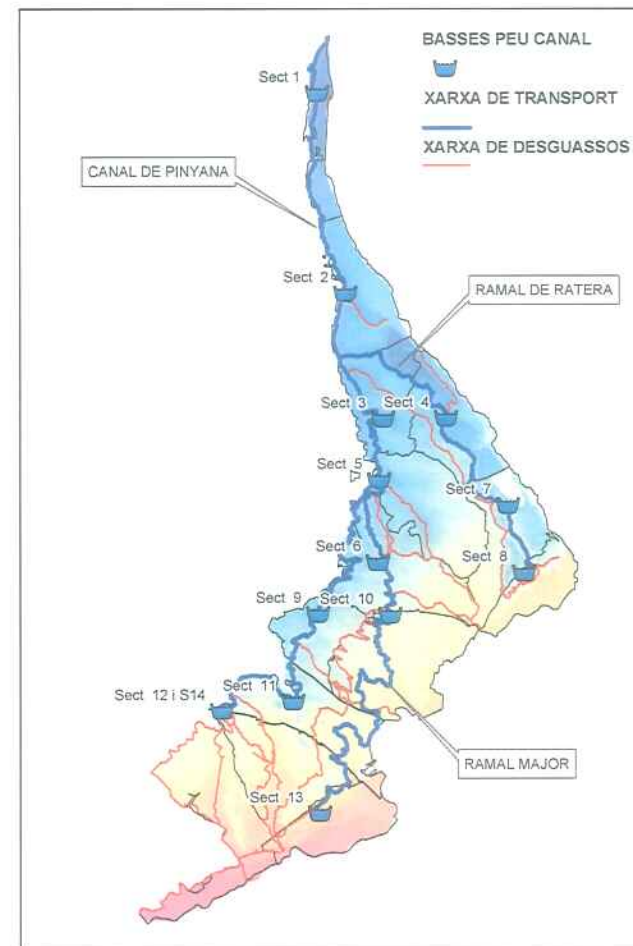 BASSES PEU CANAL
Sect 1
XARXA DE TRANSPORT
XARXA DE DESGUASSOS
CANAL DE PINYANA
Sect 2
RAMAL DE RATERA
Sect 3
Sect 4
Sect 5
Sect 7
Sect 6
Sect 8
Sect 9
Sect 10
Sect 11
Sect 12 i S14
RAMAL MAJOR
Sect 13